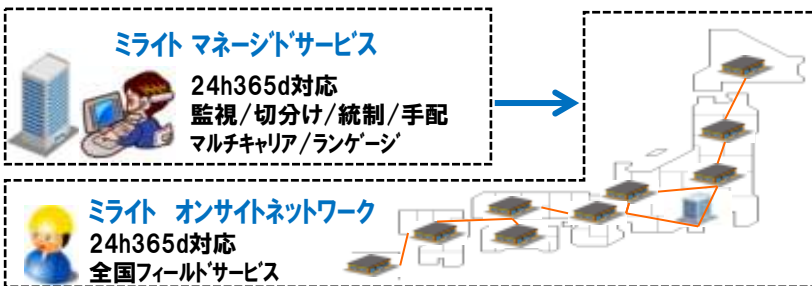 ミライト マネージドサービス
24h365d対応
監視/切分け/統制/手配
マルチキャリア/ランゲージ
ミライト オンサイトネットワーク
24h365d対応
全国フィールドサービス